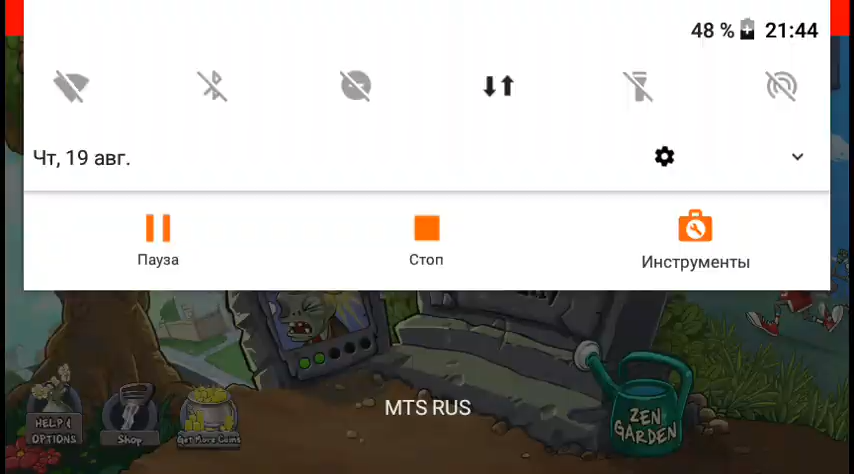 48 % 21:44
Чт, 19 авг.
Пауза
Стоп
Инструменты
HELP &
OPTIONS
Shop
Get More Coins
MTS RUS
ZEN
GARDEN